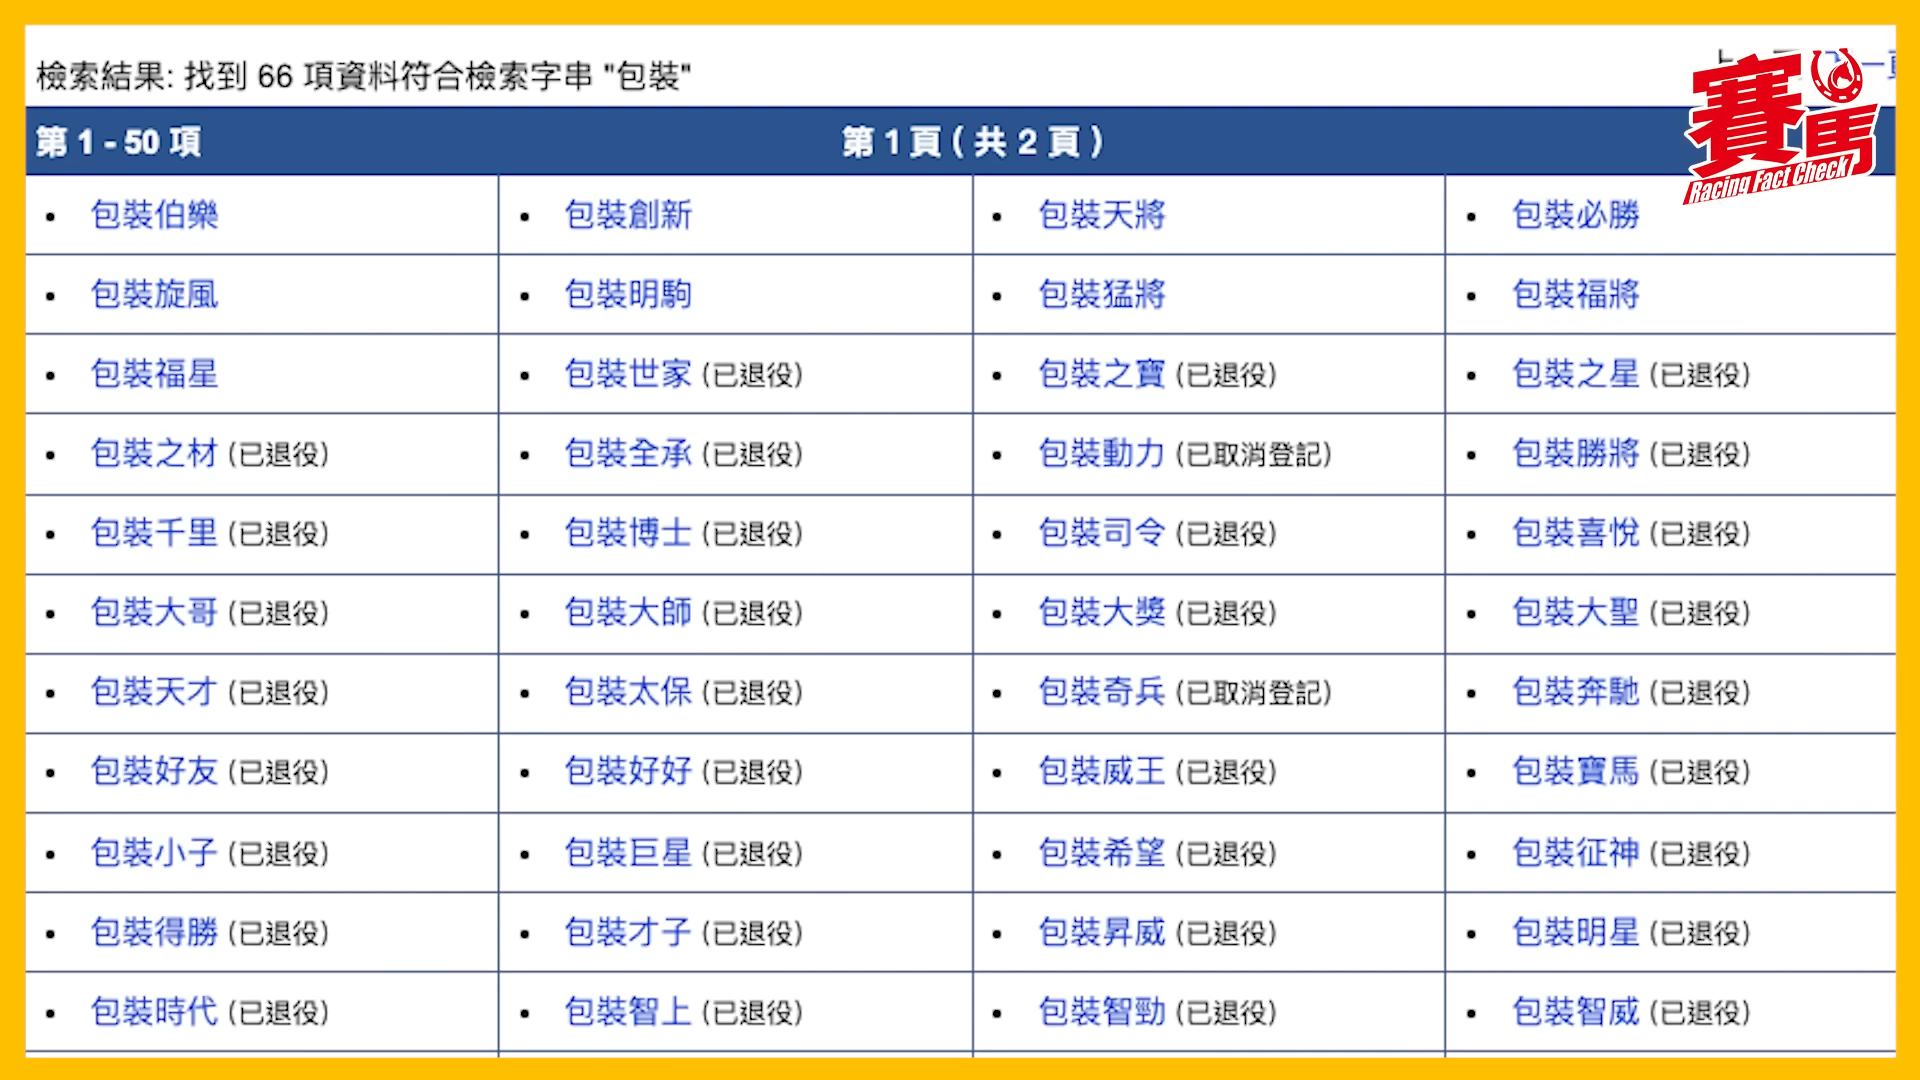 檢索結果: 找到 66 項資料符合檢索字串 "包裝"
賽馬
Racing Fact Check
第 1 - 50 項 第 1 頁 ( 共 2 頁 )
• 包裝伯樂 • 包裝創新 • 包裝天將 • 包裝必勝
• 包裝旋風 • 包裝明駒 • 包裝猛將 • 包裝福將
• 包裝福星 • 包裝世家 (已退役) • 包裝之寶 (已退役) • 包裝之星 (已退役)
• 包裝之材 (已退役) • 包裝全承 (已退役) • 包裝動力 (已取消登記) • 包裝勝將 (已退役)
• 包裝千里 (已退役) • 包裝博士 (已退役) • 包裝司令 (已退役) • 包裝喜悅 (已退役)
• 包裝大哥 (已退役) • 包裝大師 (已退役) • 包裝大獎 (已退役) • 包裝大聖 (已退役)
• 包裝天才 (已退役) • 包裝太保 (已退役) • 包裝奇兵 (已取消登記) • 包裝奔馳 (已退役)
• 包裝好友 (已退役) • 包裝好好 (已退役) • 包裝威王 (已退役) • 包裝寶馬 (已退役)
• 包裝小子 (已退役) • 包裝巨星 (已退役) • 包裝希望 (已退役) • 包裝征神 (已退役)
• 包裝得勝 (已退役) • 包裝才子 (已退役) • 包裝昇威 (已退役) • 包裝明星 (已退役)
• 包裝時代 (已退役) • 包裝智上 (已退役) • 包裝智勁 (已退役) • 包裝智威 (已退役)